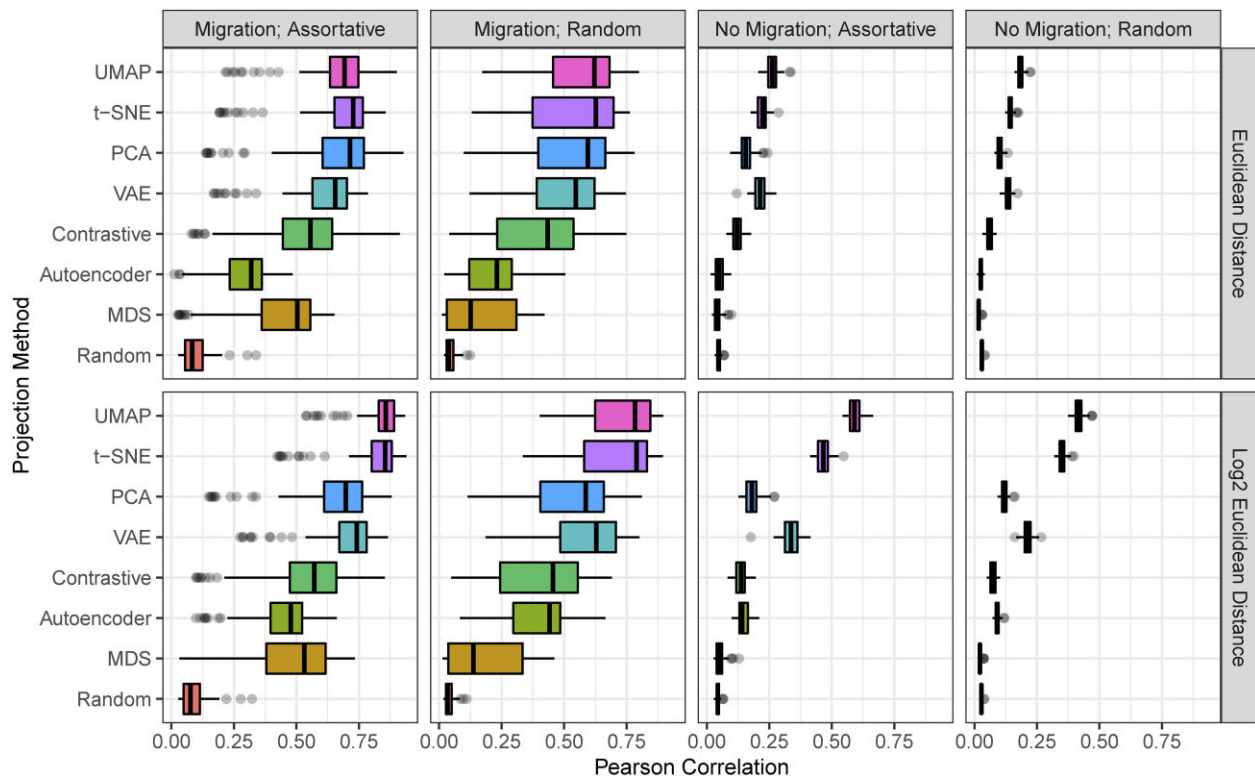 Migration; Assortative
Migration; Random
No Migration; Assortative
No Migration; Random
Projection Method
UMAP
t-SNE
PCA
VAE
Contrastive
Autoencoder
MDS
Random
Euclidean Distance
UMAP
t-SNE
PCA
VAE
Contrastive
Autoencoder
MDS
Random
Log2 Euclidean Distance
0.00 0.25 0.50 0.75 0.00 0.25 0.50 0.75 0.00 0.25 0.50 0.75 0.00 0.25 0.50 0.75
Pearson Correlation